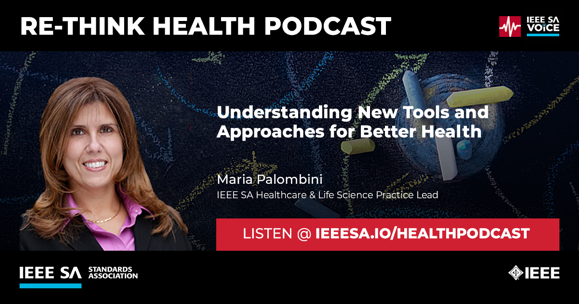 RE-THINK HEALTH PODCAST
IEEE SA
VOICE
Understanding New Tools and
Approaches for Better Health
Maria Palombini
IEEE SA Healthcare & Life Science Practice Lead
LISTEN @ IEEESA.IO/HEALTHPODCAST
IEEE SA STANDARDS
ASSOCIATION
IEEE